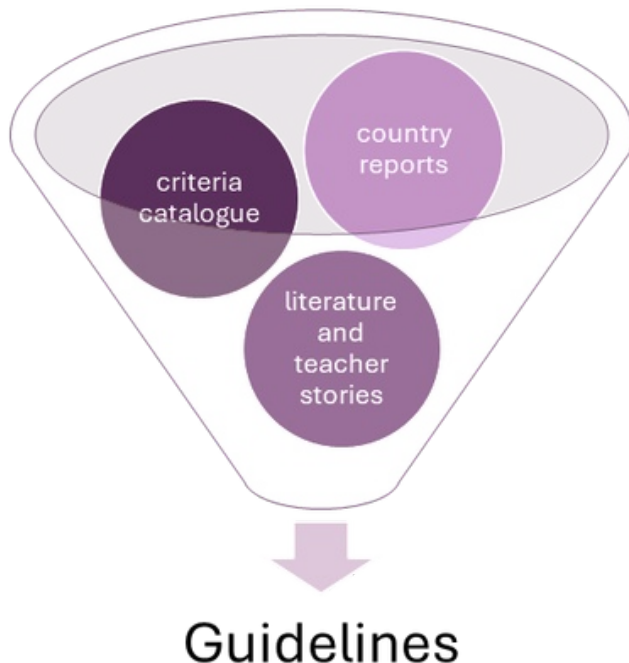 country
reports
criteria
catalogue
literature
and
teacher
stories
Guidelines